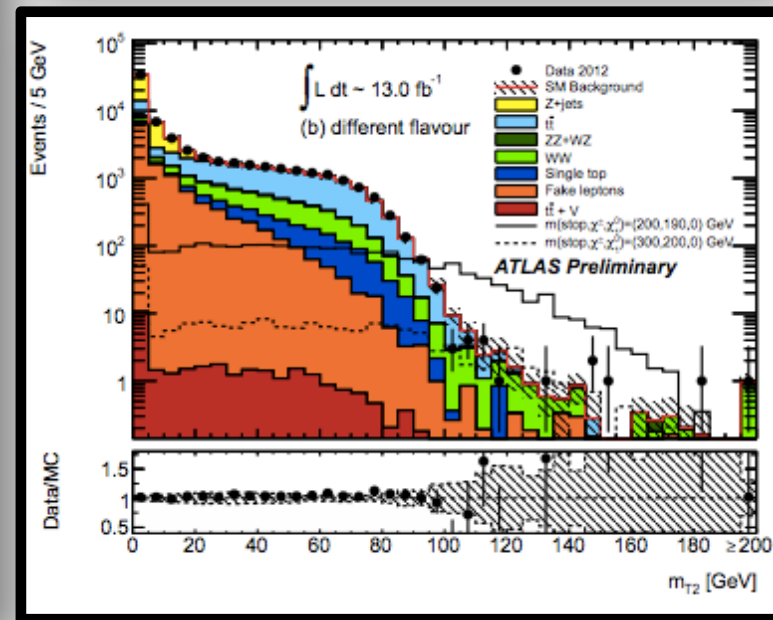 Events / 5 GeV
10⁵
10⁴
10³
10²
10
1
∫ L dt ~ 13.0 fb⁻¹
(b) different flavour
Data 2012
SM Background
Z+jets
tt̄
ZZ+WZ
WW
Single top
Fake leptons
tt̄ + V
m(stop,χ±,χ⁰₁)=(200,190,0) GeV
m(stop,χ±,χ⁰₁)=(300,200,0) GeV
ATLAS Preliminary
Data/MC
1.5
1
0.5
0 20 40 60 80 100 120 140 160 180 ≥200
m_T2 [GeV]